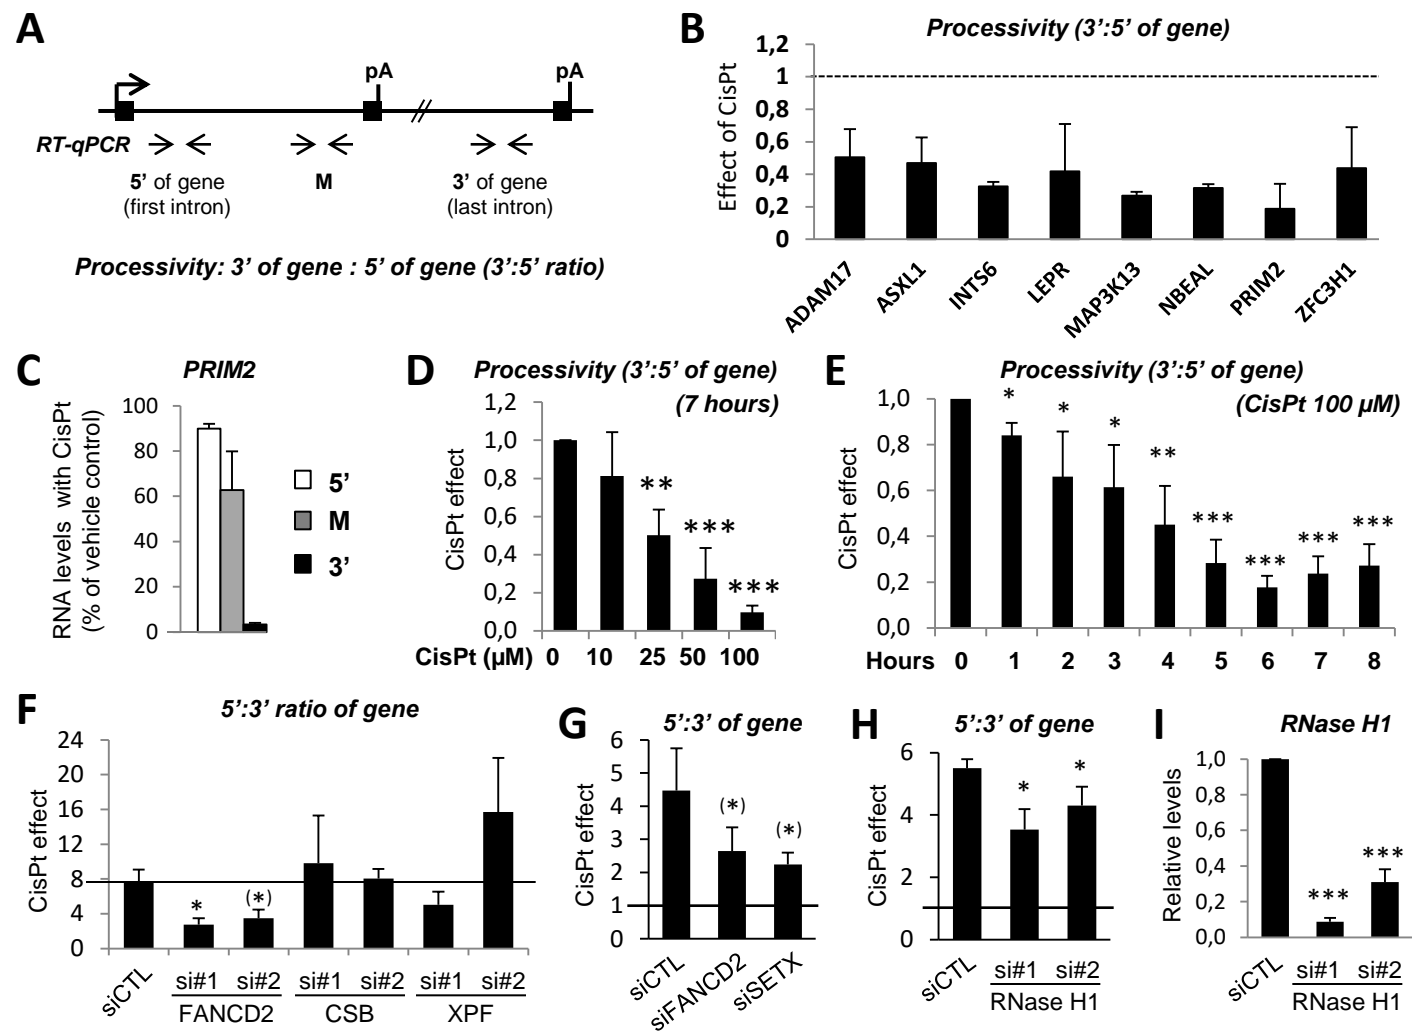 A
pA
pA
RT-qPCR
5’ of gene
(first intron)
M
3’ of gene
(last intron)
Processivity: 3’ of gene : 5’ of gene (3’:5’ ratio)
B
Processivity (3’:5’ of gene)
Effect of CisPt
1,2
1
0,8
0,6
0,4
0,2
0
ADAM17
ASXL1
INTS6
LEPR
MAP3K13
NBEAL
PRIM2
ZFC3H1
C
PRIM2
RNA levels with CisPt
(% of vehicle control)
100
80
60
40
20
0
5’
M
3’
D
Processivity (3’:5’ of gene)
(7 hours)
CisPt effect
1,2
1,0
0,8
0,6
0,4
0,2
0,0
**
***
***
CisPt (µM) 0 10 25 50 100
E
Processivity (3’:5’ of gene)
(CisPt 100 µM)
CisPt effect
1,0
0,8
0,6
0,4
0,2
0,0
*
*
*
**
***
***
***
***
Hours 0 1 2 3 4 5 6 7 8
F
5’:3’ ratio of gene
CisPt effect
24
20
16
12
8
4
0
*
(*)
siCTL
si#1 si#2 si#1 si#2 si#1 si#2
FANCD2 CSB XPF
G
5’:3’ of gene
CisPt effect
6
5
4
3
2
1
0
(*)
(*)
siCTL
siFANCD2
siSETX
H
5’:3’ of gene
CisPt effect
6
4
2
0
*
*
siCTL
si#1 si#2
RNase H1
I
RNase H1
Relative levels
1,0
0,8
0,6
0,4
0,2
0,0
***
***
siCTL
si#1 si#2
RNase H1